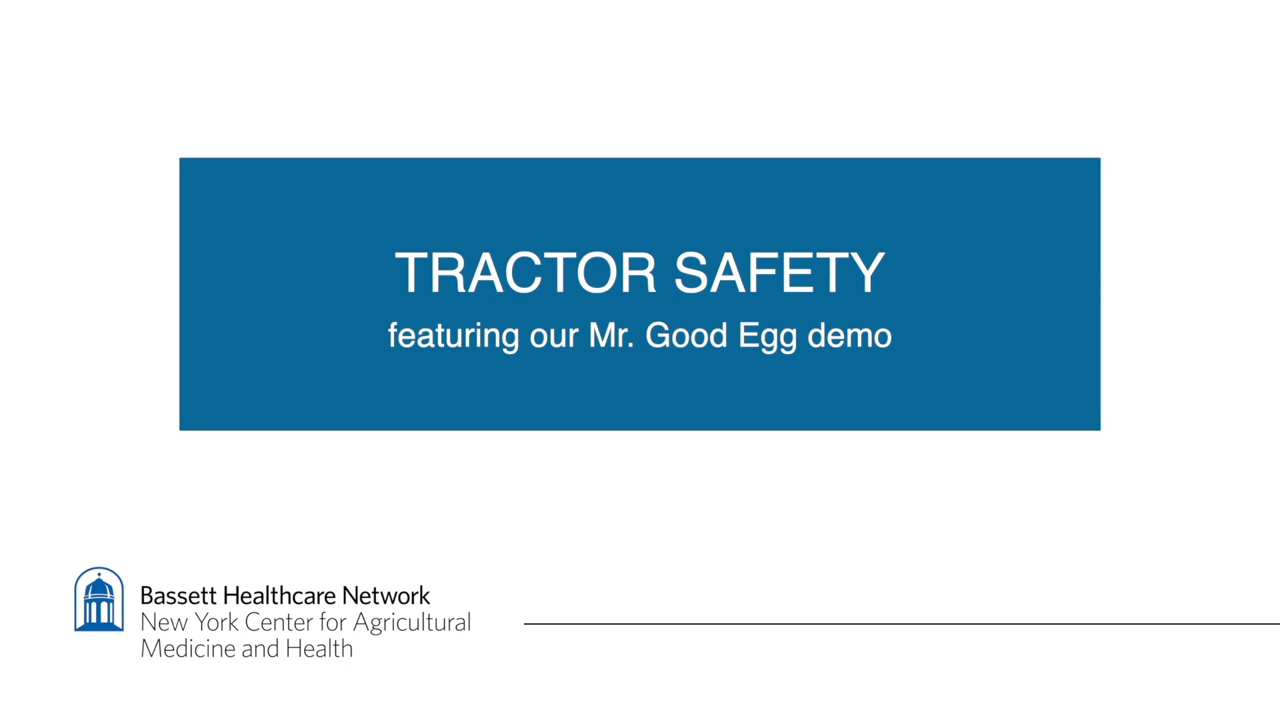 TRACTOR SAFETY
featuring our Mr. Good Egg demo
Bassett Healthcare Network
New York Center for Agricultural
Medicine and Health